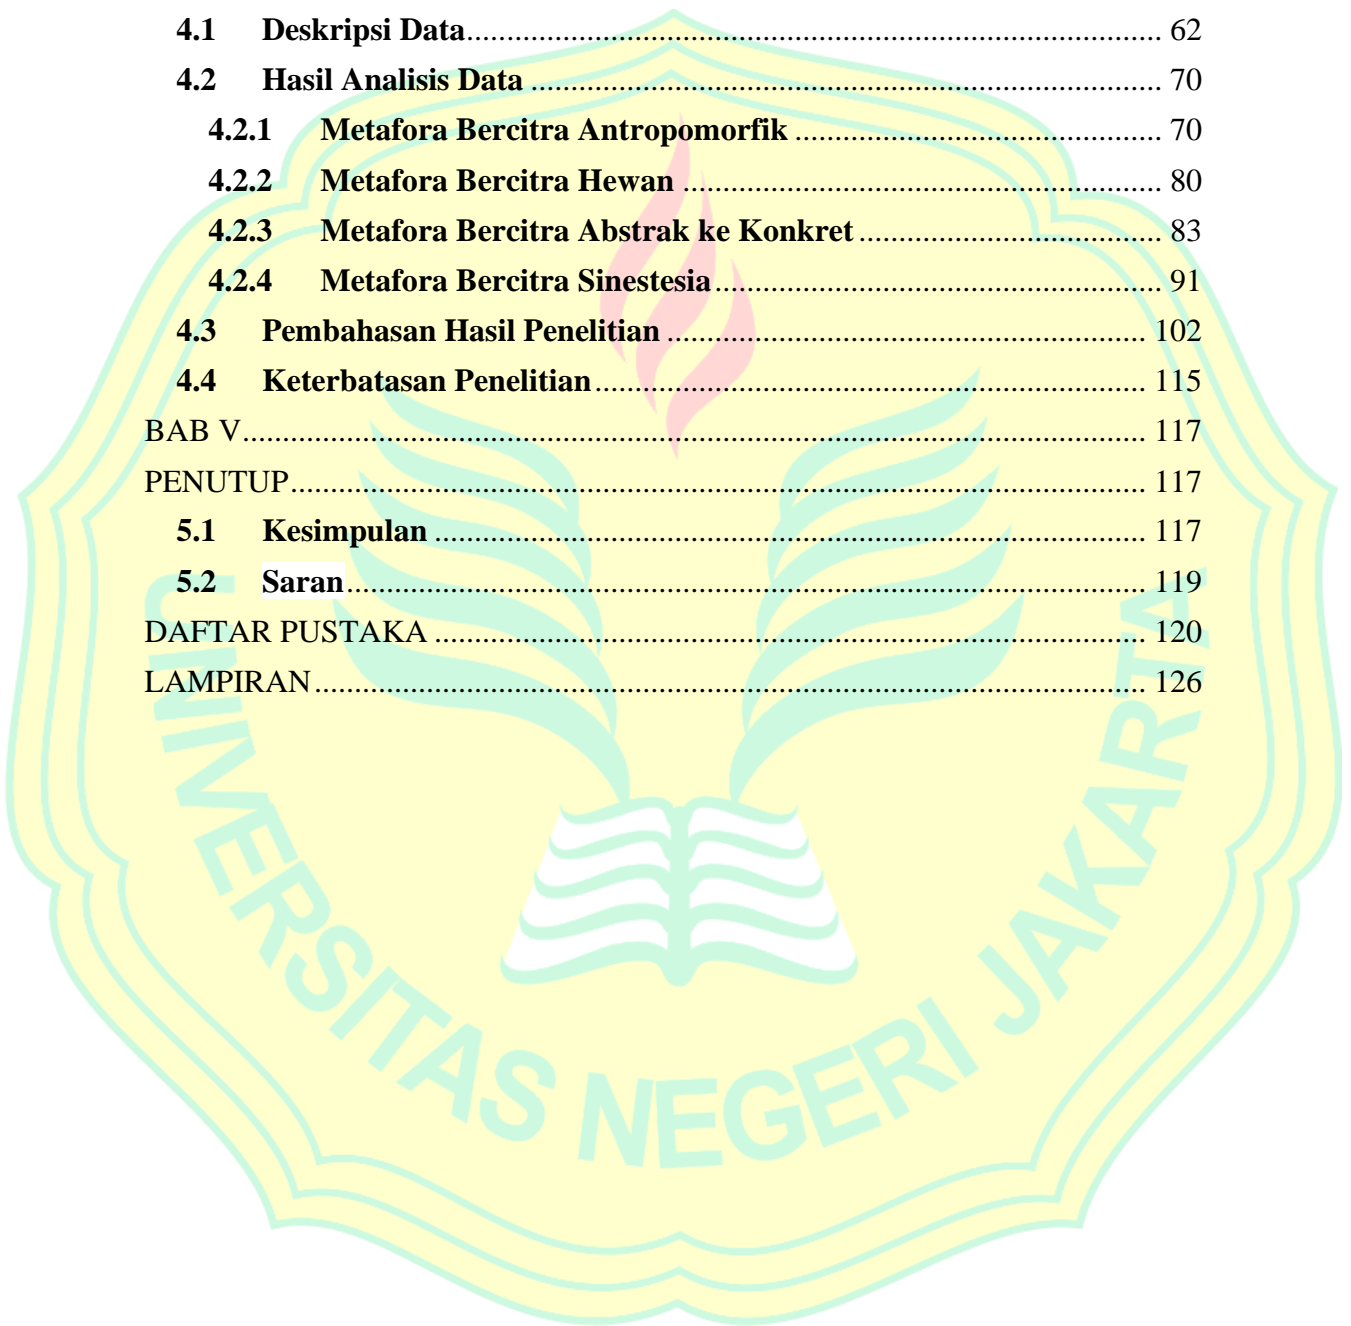 4.1 Deskripsi Data.......... 62
4.2 Hasil Analisis Data .......... 70
4.2.1 Metafora Bercitra Antropomorfik .......... 70
4.2.2 Metafora Bercitra Hewan .......... 80
4.2.3 Metafora Bercitra Abstrak ke Konkret .......... 83
4.2.4 Metafora Bercitra Sinestesia.......... 91
4.3 Pembahasan Hasil Penelitian .......... 102
4.4 Keterbatasan Penelitian.......... 115
BAB V.......... 117
PENUTUP.......... 117
5.1 Kesimpulan .......... 117
5.2 Saran.......... 119
DAFTAR PUSTAKA .......... 120
LAMPIRAN .......... 126
UNIVERSITAS NEGERI JAKARTA